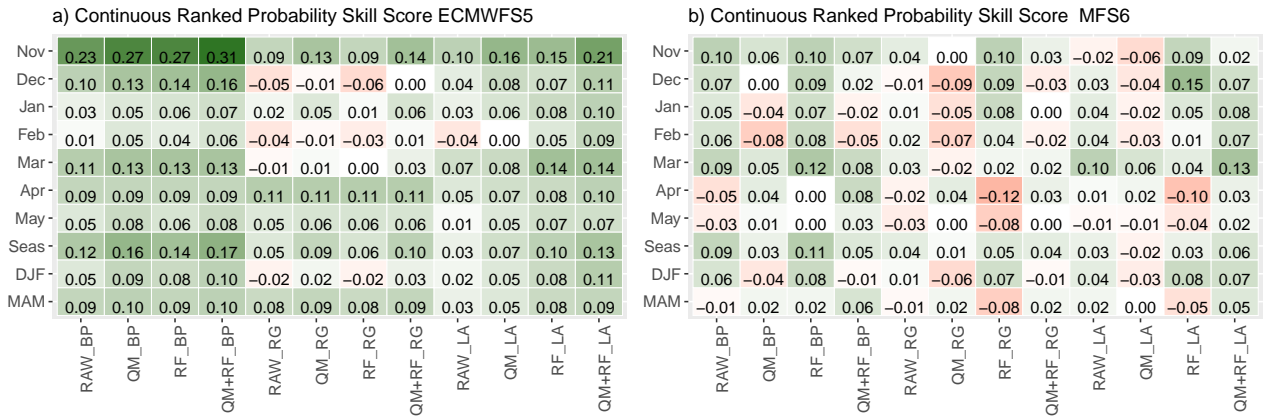 a) Continuous Ranked Probability Skill Score ECMWFS5
Nov 0.23 0.27 0.27 0.31 0.09 0.13 0.09 0.14 0.10 0.16 0.15 0.21
Dec 0.10 0.13 0.14 0.16 −0.05 −0.01 −0.06 0.00 0.04 0.08 0.07 0.11
Jan 0.03 0.05 0.06 0.07 0.02 0.05 0.01 0.06 0.03 0.06 0.08 0.10
Feb 0.01 0.05 0.04 0.06 −0.04 −0.01 −0.03 0.01 −0.04 0.00 0.05 0.09
Mar 0.11 0.13 0.13 0.13 −0.01 0.01 0.00 0.03 0.07 0.08 0.14 0.14
Apr 0.09 0.09 0.09 0.09 0.11 0.11 0.11 0.11 0.05 0.07 0.08 0.10
May 0.05 0.08 0.06 0.08 0.05 0.06 0.06 0.06 0.01 0.05 0.07 0.07
Seas 0.12 0.16 0.14 0.17 0.05 0.09 0.06 0.10 0.05 0.07 0.10 0.13
DJF 0.05 0.09 0.08 0.10 −0.02 0.02 −0.02 0.03 0.01 0.05 0.08 0.11
MAM 0.09 0.10 0.09 0.10 0.08 0.09 0.08 0.09 0.03 0.05 0.08 0.09
RAW_BP QM_BP RF_BP QM+RF_BP RAW_RG QM_RG RF_RG QM+RF_RG RAW_LA QM_LA RF_LA QM+RF_LA
b) Continuous Ranked Probability Skill Score MFS6
Nov 0.10 0.06 0.10 0.07 0.04 0.00 0.10 0.03 −0.02 −0.06 0.09 0.02
Dec 0.07 0.00 0.09 0.02 −0.01 −0.09 0.09 −0.03 0.03 −0.04 0.15 0.07
Jan 0.05 −0.04 0.07 −0.02 0.02 −0.05 0.08 0.00 0.04 −0.03 0.05 0.08
Feb 0.06 −0.08 0.08 −0.05 0.02 −0.07 0.04 −0.02 0.04 −0.03 0.01 0.07
Mar 0.09 0.05 0.12 0.08 0.03 −0.02 0.02 0.02 0.10 0.06 0.04 0.13
Apr −0.05 0.04 0.00 0.08 −0.02 0.04 −0.12 0.03 0.01 0.02 −0.10 0.03
May −0.03 0.01 0.00 0.03 −0.03 0.00 −0.08 0.00 −0.01 −0.01 −0.04 0.02
Seas 0.09 0.03 0.11 0.05 0.04 0.01 0.05 0.04 0.04 −0.02 0.03 0.06
DJF 0.06 −0.04 0.08 −0.01 0.01 −0.06 0.07 −0.01 0.04 −0.03 0.08 0.07
MAM −0.01 0.02 0.02 0.06 −0.01 0.02 −0.08 0.02 0.02 0.00 −0.05 0.05
RAW_BP QM_BP RF_BP QM+RF_BP RAW_RG QM_RG RF_RG QM+RF_RG RAW_LA QM_LA RF_LA QM+RF_LA